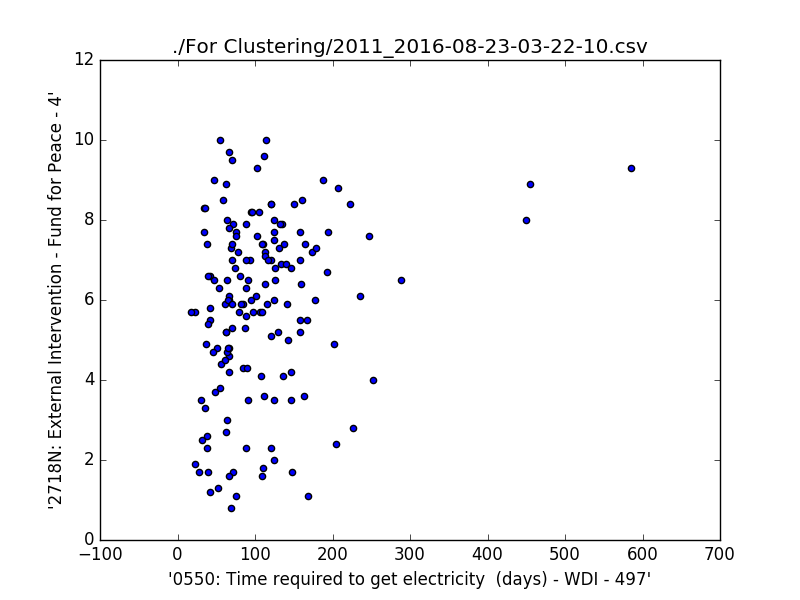 ./For Clustering/2011_2016-08-23-03-22-10.csv
12
10
8
6
4
2
0
'2718N: External Intervention - Fund for Peace - 4'
−100 0 100 200 300 400 500 600 700
'0550: Time required to get electricity  (days) - WDI - 497'